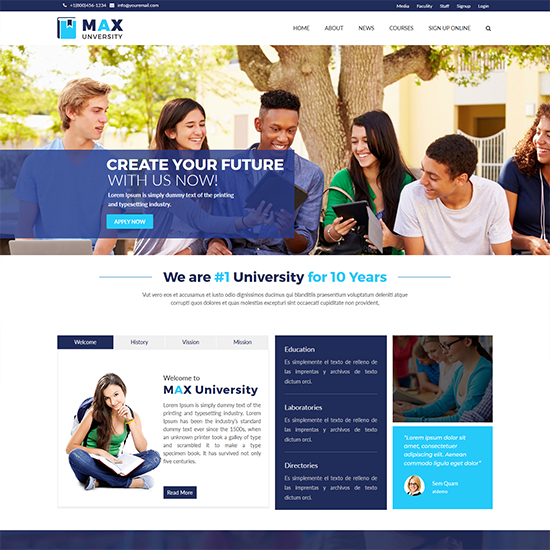 +1(800)456-1234 info@youremail.com Media Faculty Stuff Signup Login
MAX
UNVERSITY
HOME ABOUT NEWS COURSES SIGN UP ONLINE
CREATE YOUR FUTURE
WITH US NOW!
Lorem Ipsum is simply dummy text of the printing
and typesetting industry.
APPLY NOW
We are #1 University for 10 Years
Vut vero eos et accusamus et iusto odio dignissimos ducimus qui blanditiis praesentium voluptatum deleniti atque
corrupti quos dolores et quas molestias excepturi sint occaecati cupiditate non provident.
Welcome History Vission Mission
Welcome to
MAX University
Lorem Ipsum is simply dummy text of
the printing and typesetting industry.
Lorem Ipsum has been the industry's
standard dummy text ever since the 1500s, when
an unknown printer took a galley of type
and scrambled it to make a type
specimen book. It has survived not only
five centuries.
Read More
Education
Es simplemente el texto de relleno de
las imprentas y archivos de texto
dictum orci.
Laboratories
Es simplemente el texto de relleno de
las imprentas y archivos de texto
dictum orci.
Directories
Es simplemente el texto de relleno de
las imprentas y archivos de texto
dictum orci.
"Lorem ipsum dolor sit
amet, consectetuer
adipiscing elit. Aenean
commodo ligula eget dolor"
Sem Quam
atdema